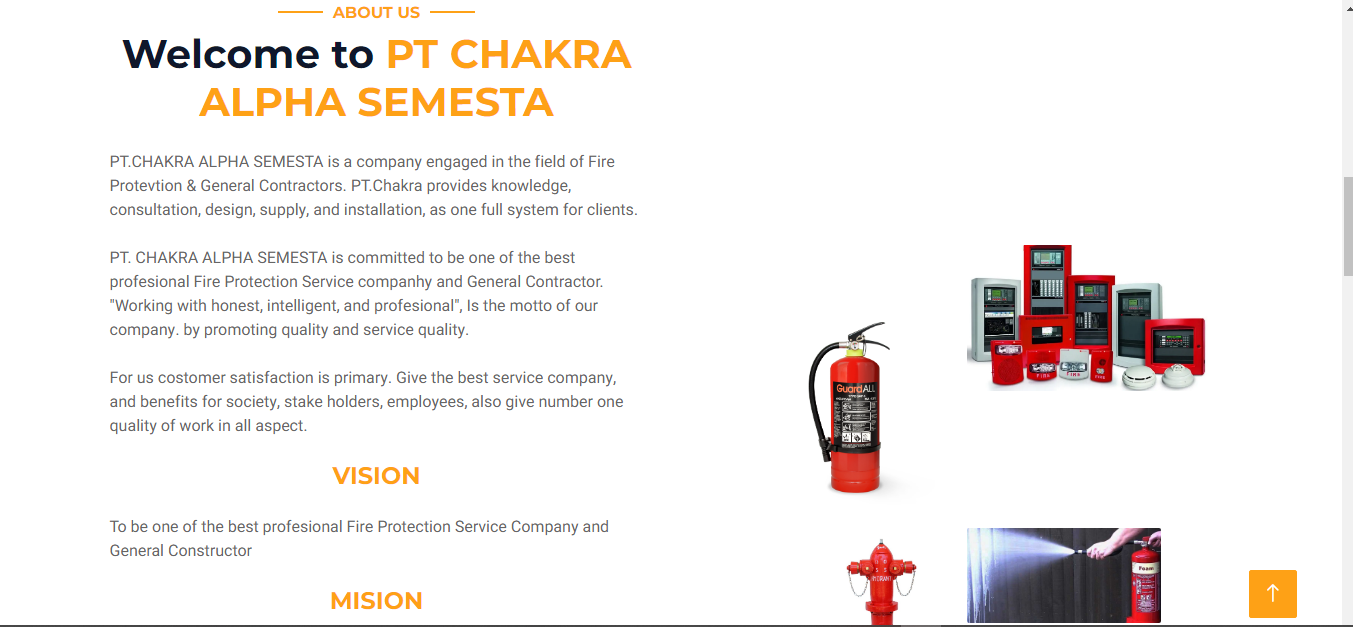 ABOUT US
Welcome to PT CHAKRA
ALPHA SEMESTA
PT.CHAKRA ALPHA SEMESTA is a company engaged in the field of Fire
Protevtion & General Contractors. PT.Chakra provides knowledge,
consultation, design, supply, and installation, as one full system for clients.
PT. CHAKRA ALPHA SEMESTA is committed to be one of the best
profesional Fire Protection Service companhy and General Contractor.
"Working with honest, intelligent, and profesional", Is the motto of our
company. by promoting quality and service quality.
For us costomer satisfaction is primary. Give the best service company,
and benefits for society, stake holders, employees, also give number one
quality of work in all aspect.
VISION
To be one of the best profesional Fire Protection Service Company and
General Constructor
MISION
GuardALL
FIRE
FIRE
HYDRANT
Foam